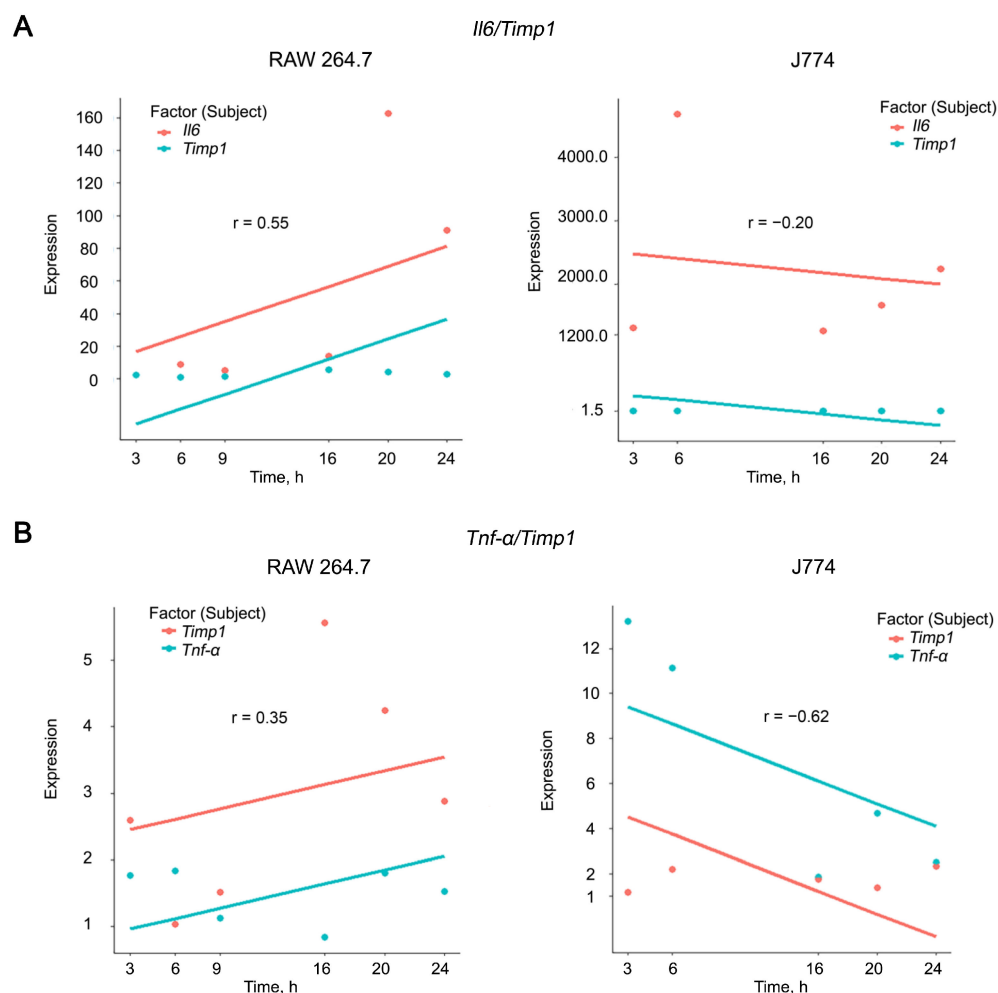 A
Il6/Timp1
RAW 264.7
J774
Factor (Subject)
Il6
Timp1
160
140
120
100
80
60
40
20
0
r = 0.55
Expression
3 6 9 16 20 24
Time, h
Factor (Subject)
Il6
Timp1
4000.0
3000.0
2000.0
1200.0
1.5
r = −0.20
Expression
3 6 16 20 24
Time, h
B
Tnf-α/Timp1
RAW 264.7
J774
Factor (Subject)
Timp1
Tnf-α
5
4
3
2
1
r = 0.35
Expression
3 6 9 16 20 24
Time, h
Factor (Subject)
Timp1
Tnf-α
12
10
8
6
4
2
1
r = −0.62
Expression
3 6 16 20 24
Time, h